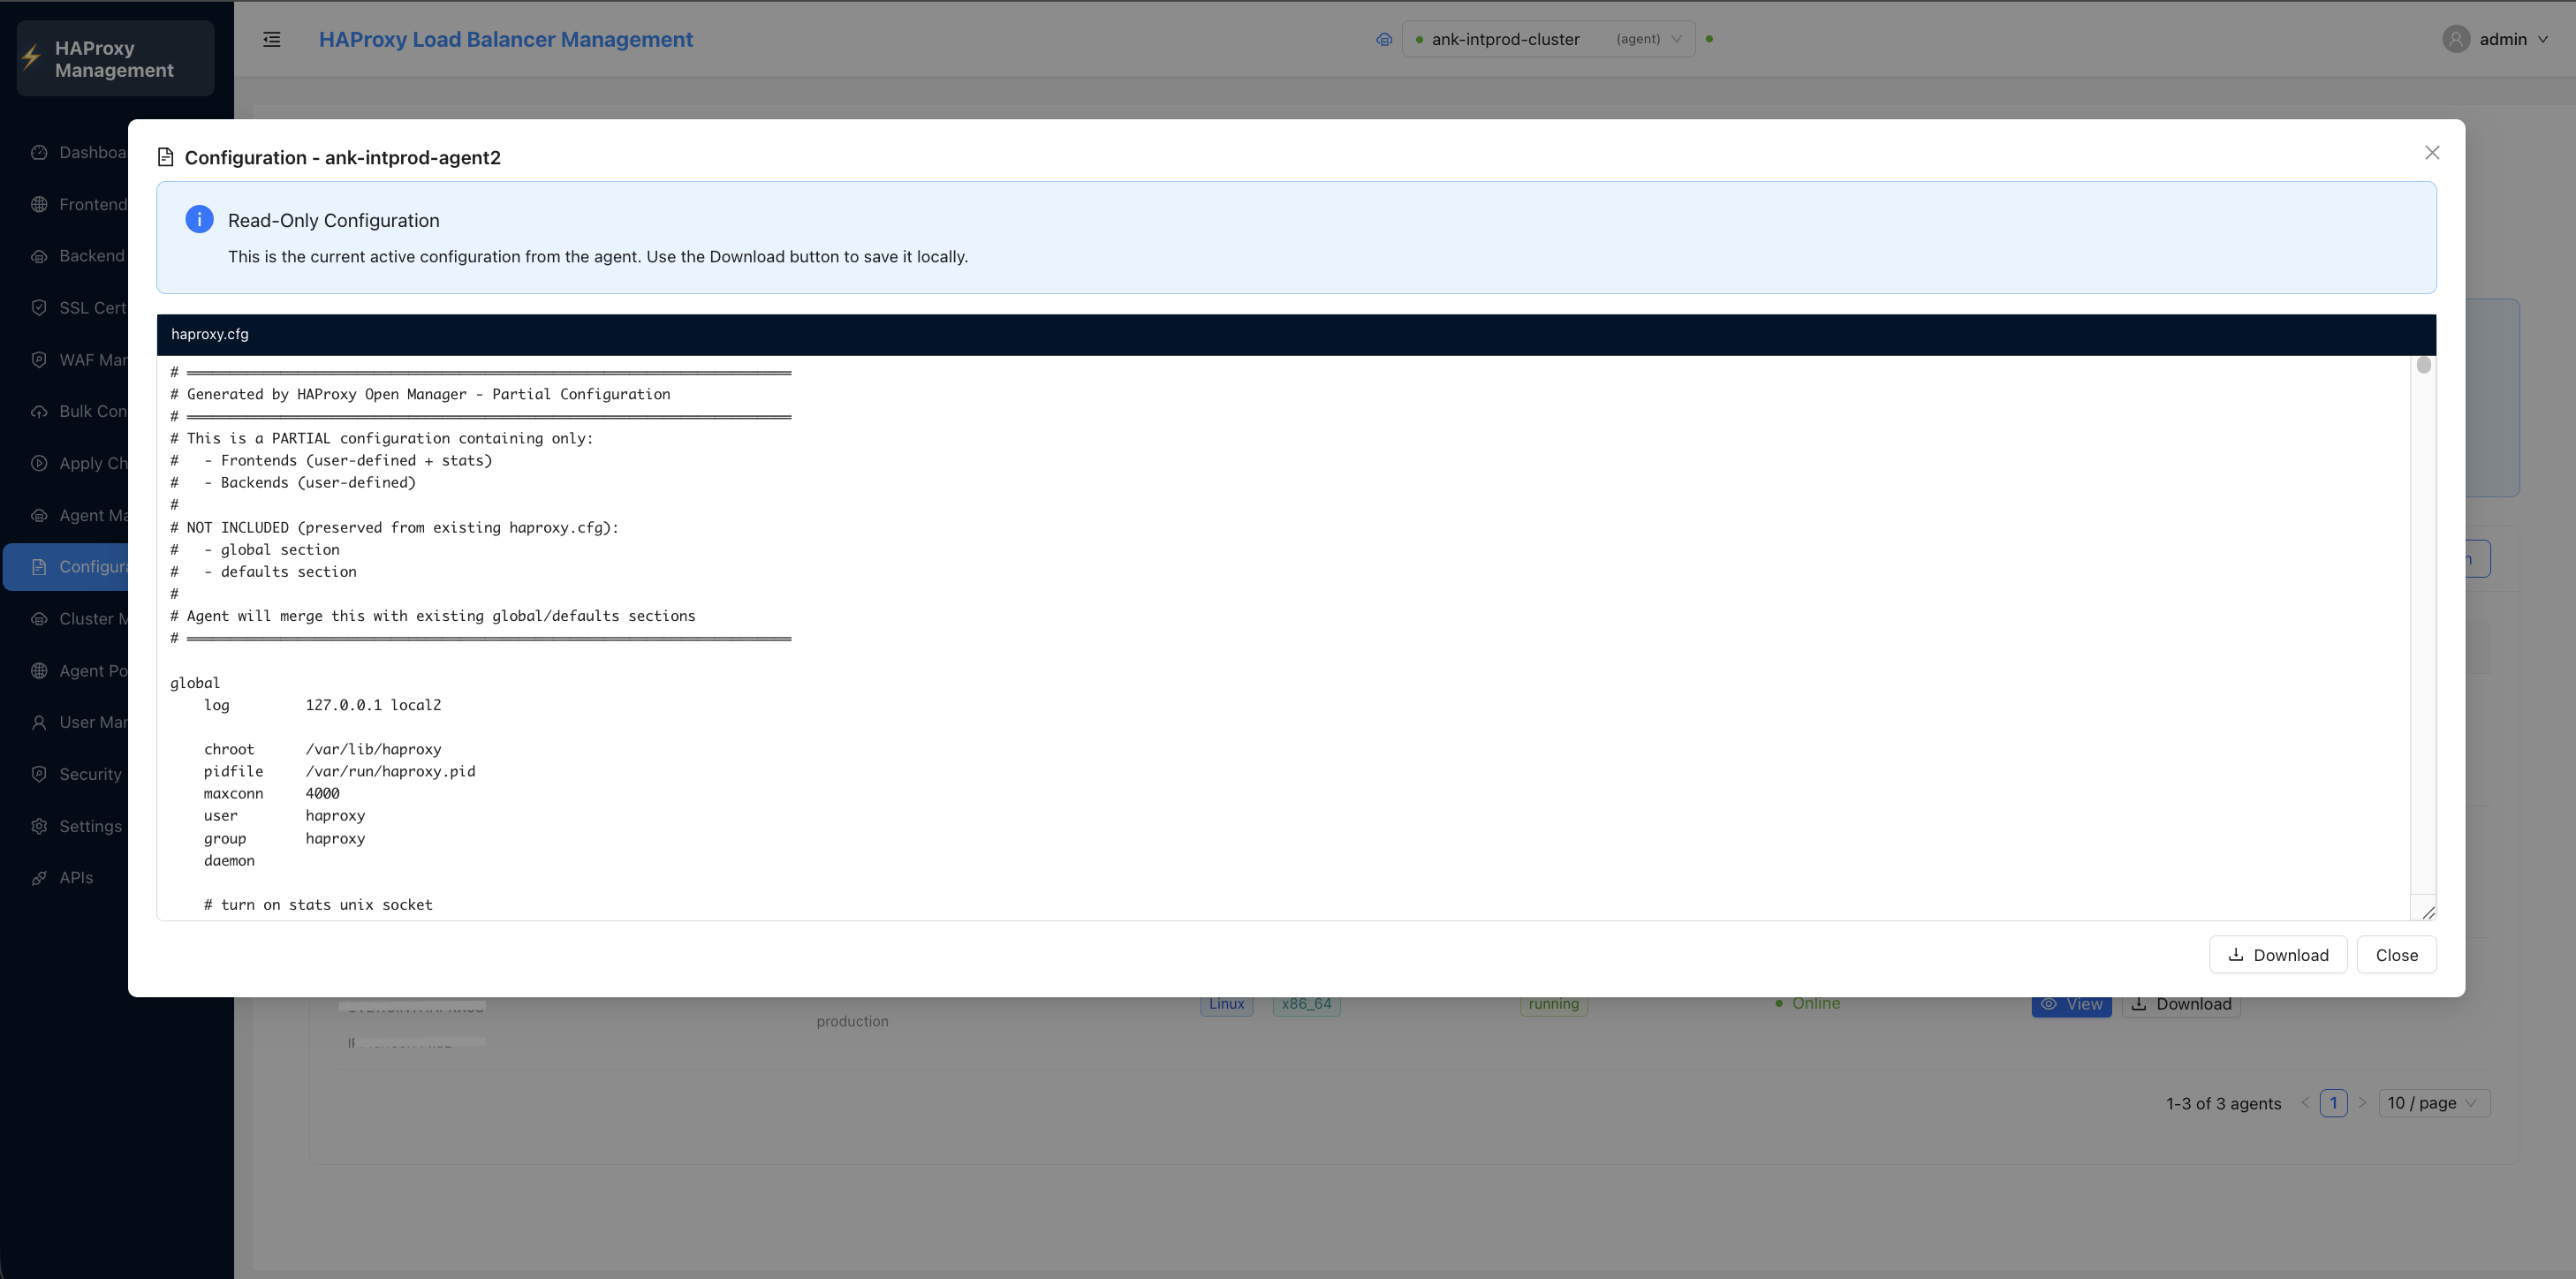 HAProxy
Management
HAProxy Load Balancer Management
ank-intprod-cluster (agent)
admin
Dashboa
Frontend
Backend
SSL Cert
WAF Mar
Bulk Con
Apply Ch
Agent Ma
Configura
Cluster M
Agent Po
User Mar
Security
Settings
APIs
Configuration - ank-intprod-agent2
Read-Only Configuration
This is the current active configuration from the agent. Use the Download button to save it locally.
haproxy.cfg
# ════════════════════════════════════════════════════════════════════════
# Generated by HAProxy Open Manager - Partial Configuration
# ════════════════════════════════════════════════════════════════════════
# This is a PARTIAL configuration containing only:
#   - Frontends (user-defined + stats)
#   - Backends (user-defined)
#
# NOT INCLUDED (preserved from existing haproxy.cfg):
#   - global section
#   - defaults section
#
# Agent will merge this with existing global/defaults sections
# ════════════════════════════════════════════════════════════════════════
global
    log         127.0.0.1 local2
    chroot      /var/lib/haproxy
    pidfile     /var/run/haproxy.pid
    maxconn     4000
    user        haproxy
    group       haproxy
    daemon
    # turn on stats unix socket
Download Close
Linux x86_64 running Online View Download
production
1-3 of 3 agents 1 10 / page